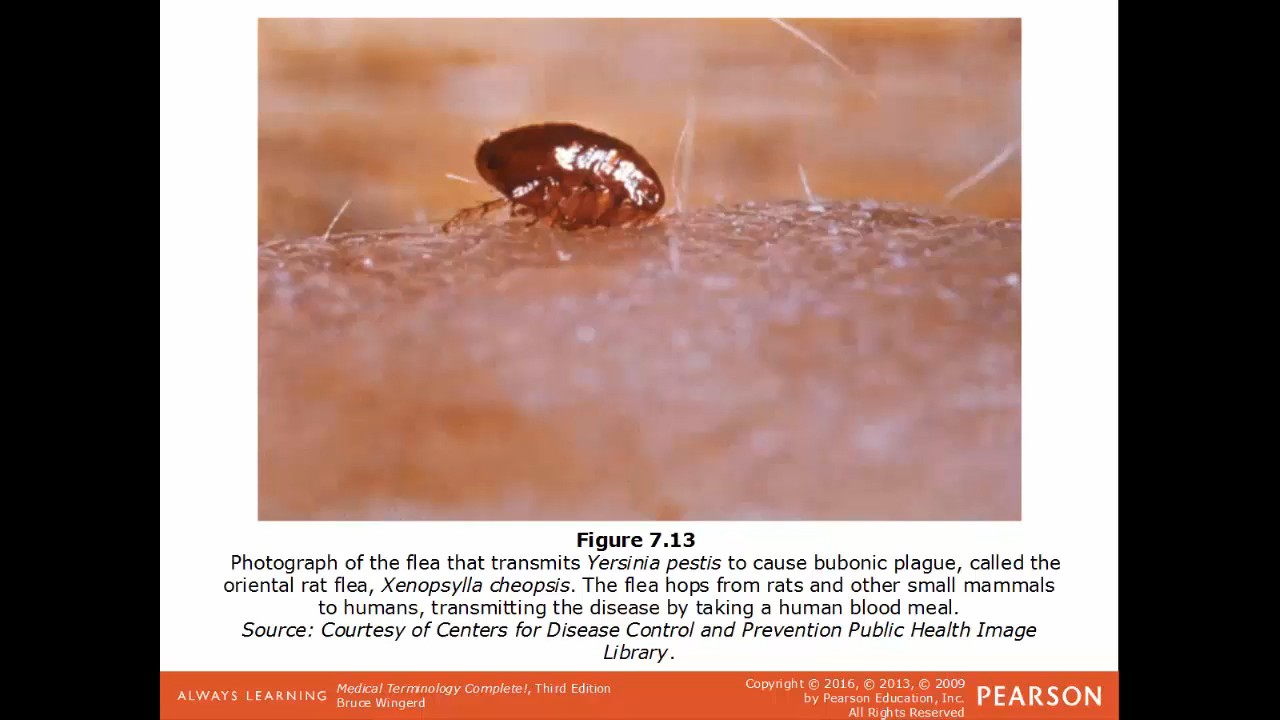 Figure 7.13
Photograph of the flea that transmits Yersinia pestis to cause bubonic plague, called the
oriental rat flea, Xenopsylla cheopsis. The flea hops from rats and other small mammals
to humans, transmitting the disease by taking a human blood meal.
Source: Courtesy of Centers for Disease Control and Prevention Public Health Image
Library.
ALWAYS LEARNING
Medical Terminology Complete!, Third Edition
Bruce Wingerd
Copyright © 2016, © 2013, © 2009
by Pearson Education, Inc.
All Rights Reserved
PEARSON